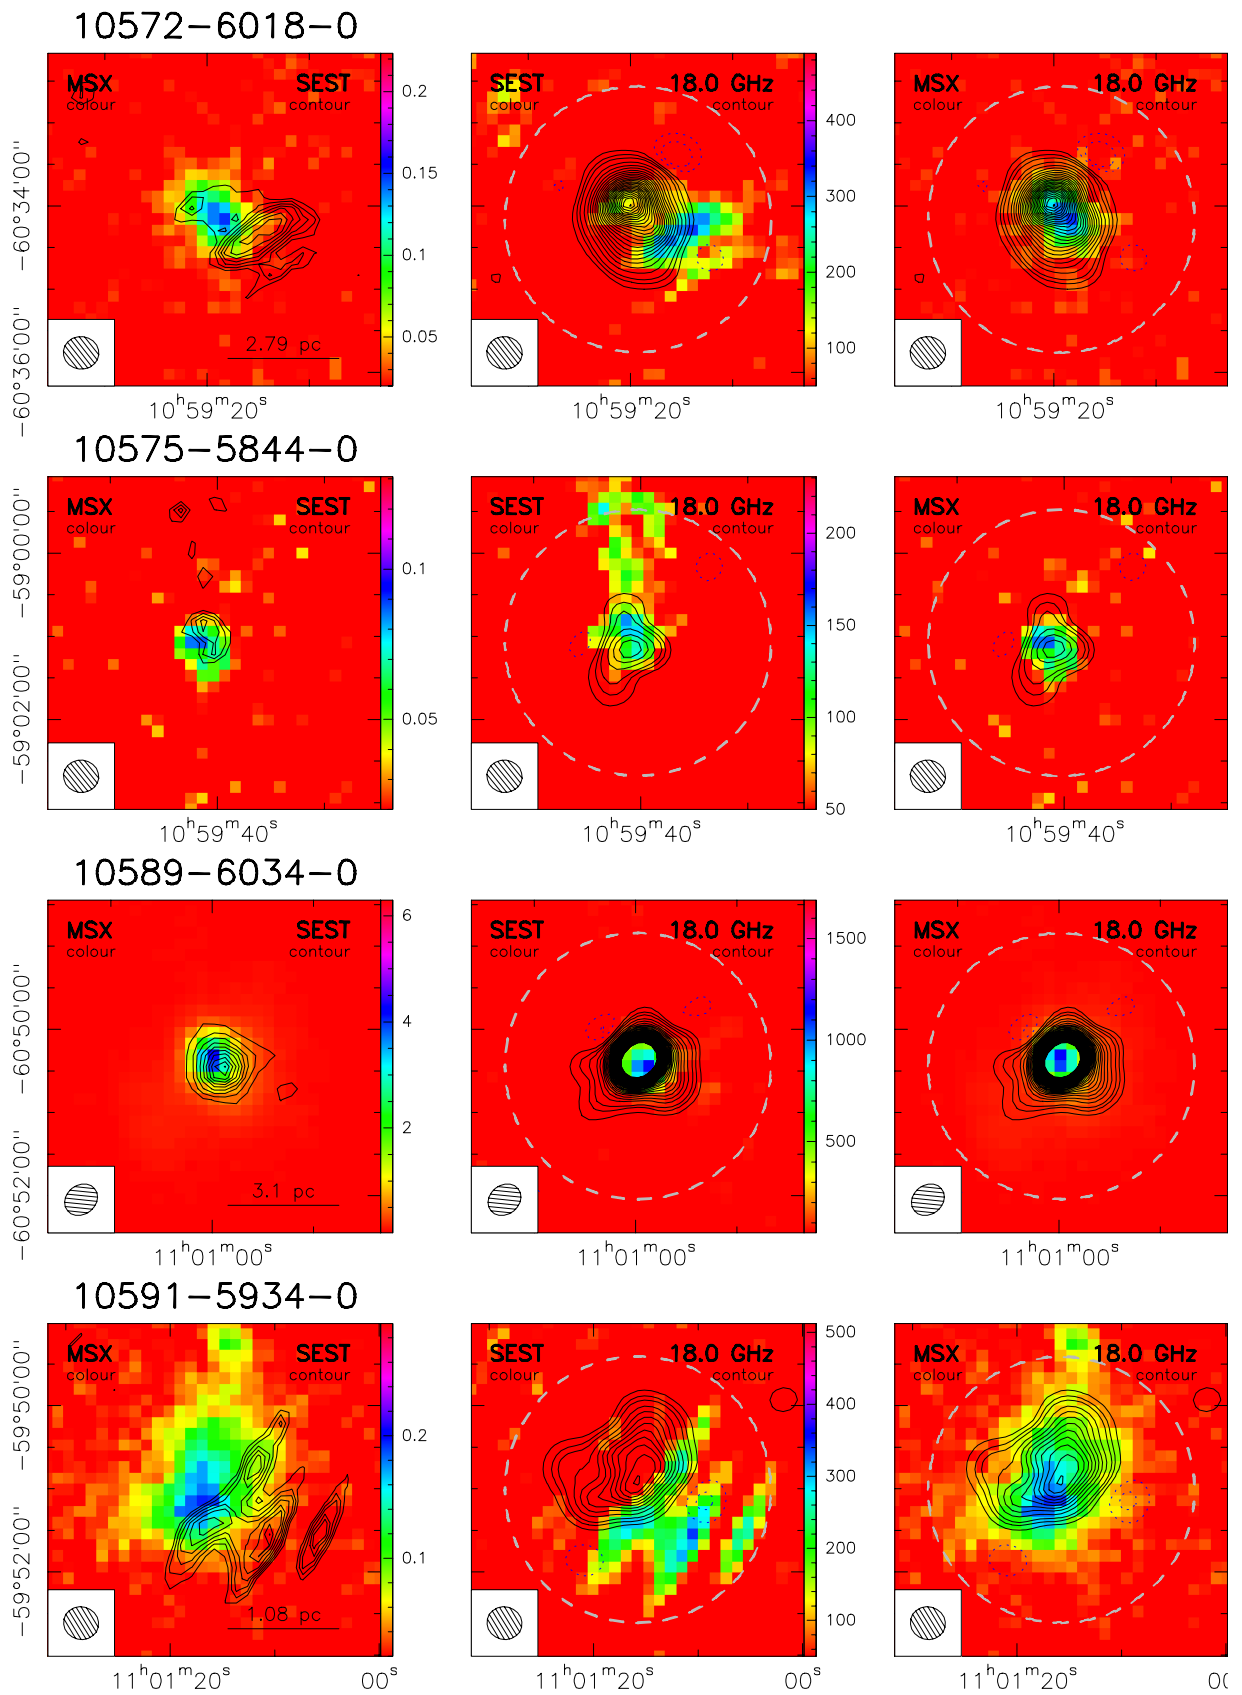 10572−6018−0
MSX SEST
colour contour
SEST 18.0 GHz
colour contour
MSX 18.0 GHz
colour contour
0.2
0.15
0.1
0.05
400
300
200
100
−60°34'00''
−60°36'00''
2.79 pc
10h59m20s
10h59m20s
10h59m20s
10575−5844−0
MSX SEST
colour contour
SEST 18.0 GHz
colour contour
MSX 18.0 GHz
colour contour
0.1
0.05
200
150
100
50
−59°00'00''
−59°02'00''
10h59m40s
10h59m40s
10h59m40s
10589−6034−0
MSX SEST
colour contour
SEST 18.0 GHz
colour contour
MSX 18.0 GHz
colour contour
6
4
2
1500
1000
500
−60°50'00''
−60°52'00''
3.1 pc
11h01m00s
11h01m00s
11h01m00s
10591−5934−0
MSX SEST
colour contour
SEST 18.0 GHz
colour contour
MSX 18.0 GHz
colour contour
0.2
0.1
500
400
300
200
100
−59°50'00''
−59°52'00''
1.08 pc
11h01m20s 00s
11h01m20s 00s
11h01m20s 0